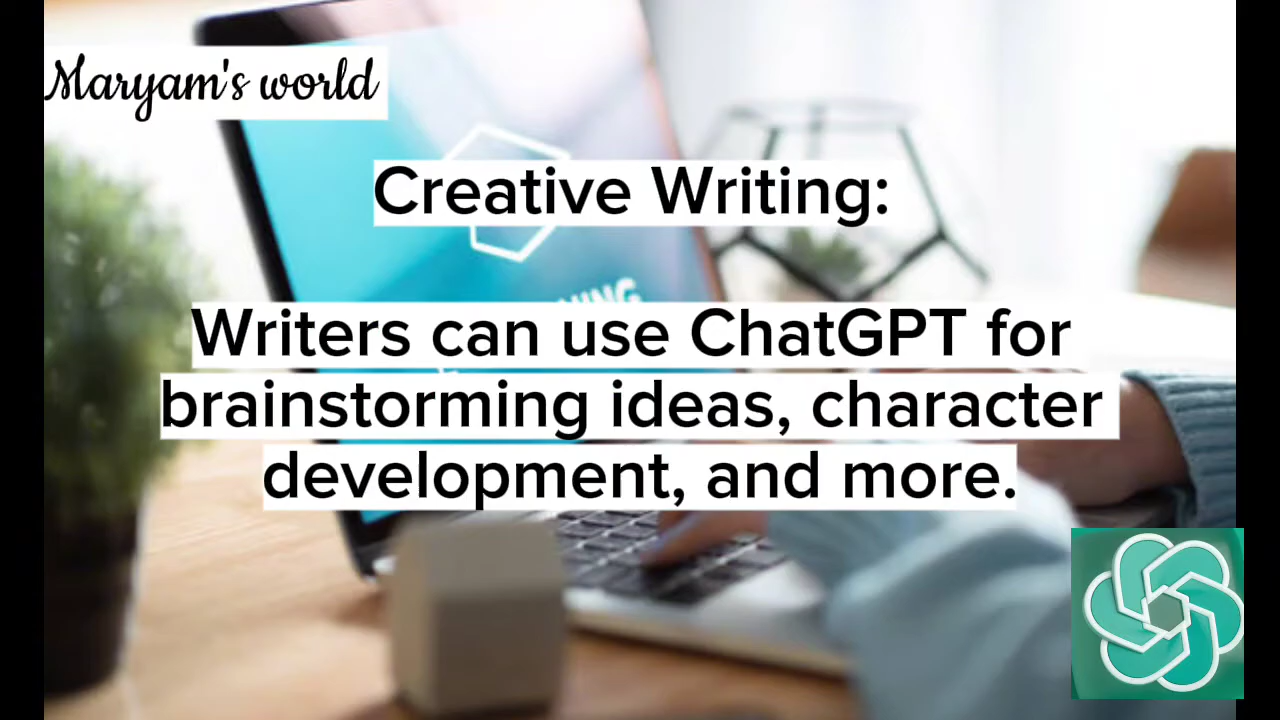 Maryam's world
Creative Writing:
Writers can use ChatGPT for
brainstorming ideas, character
development, and more.